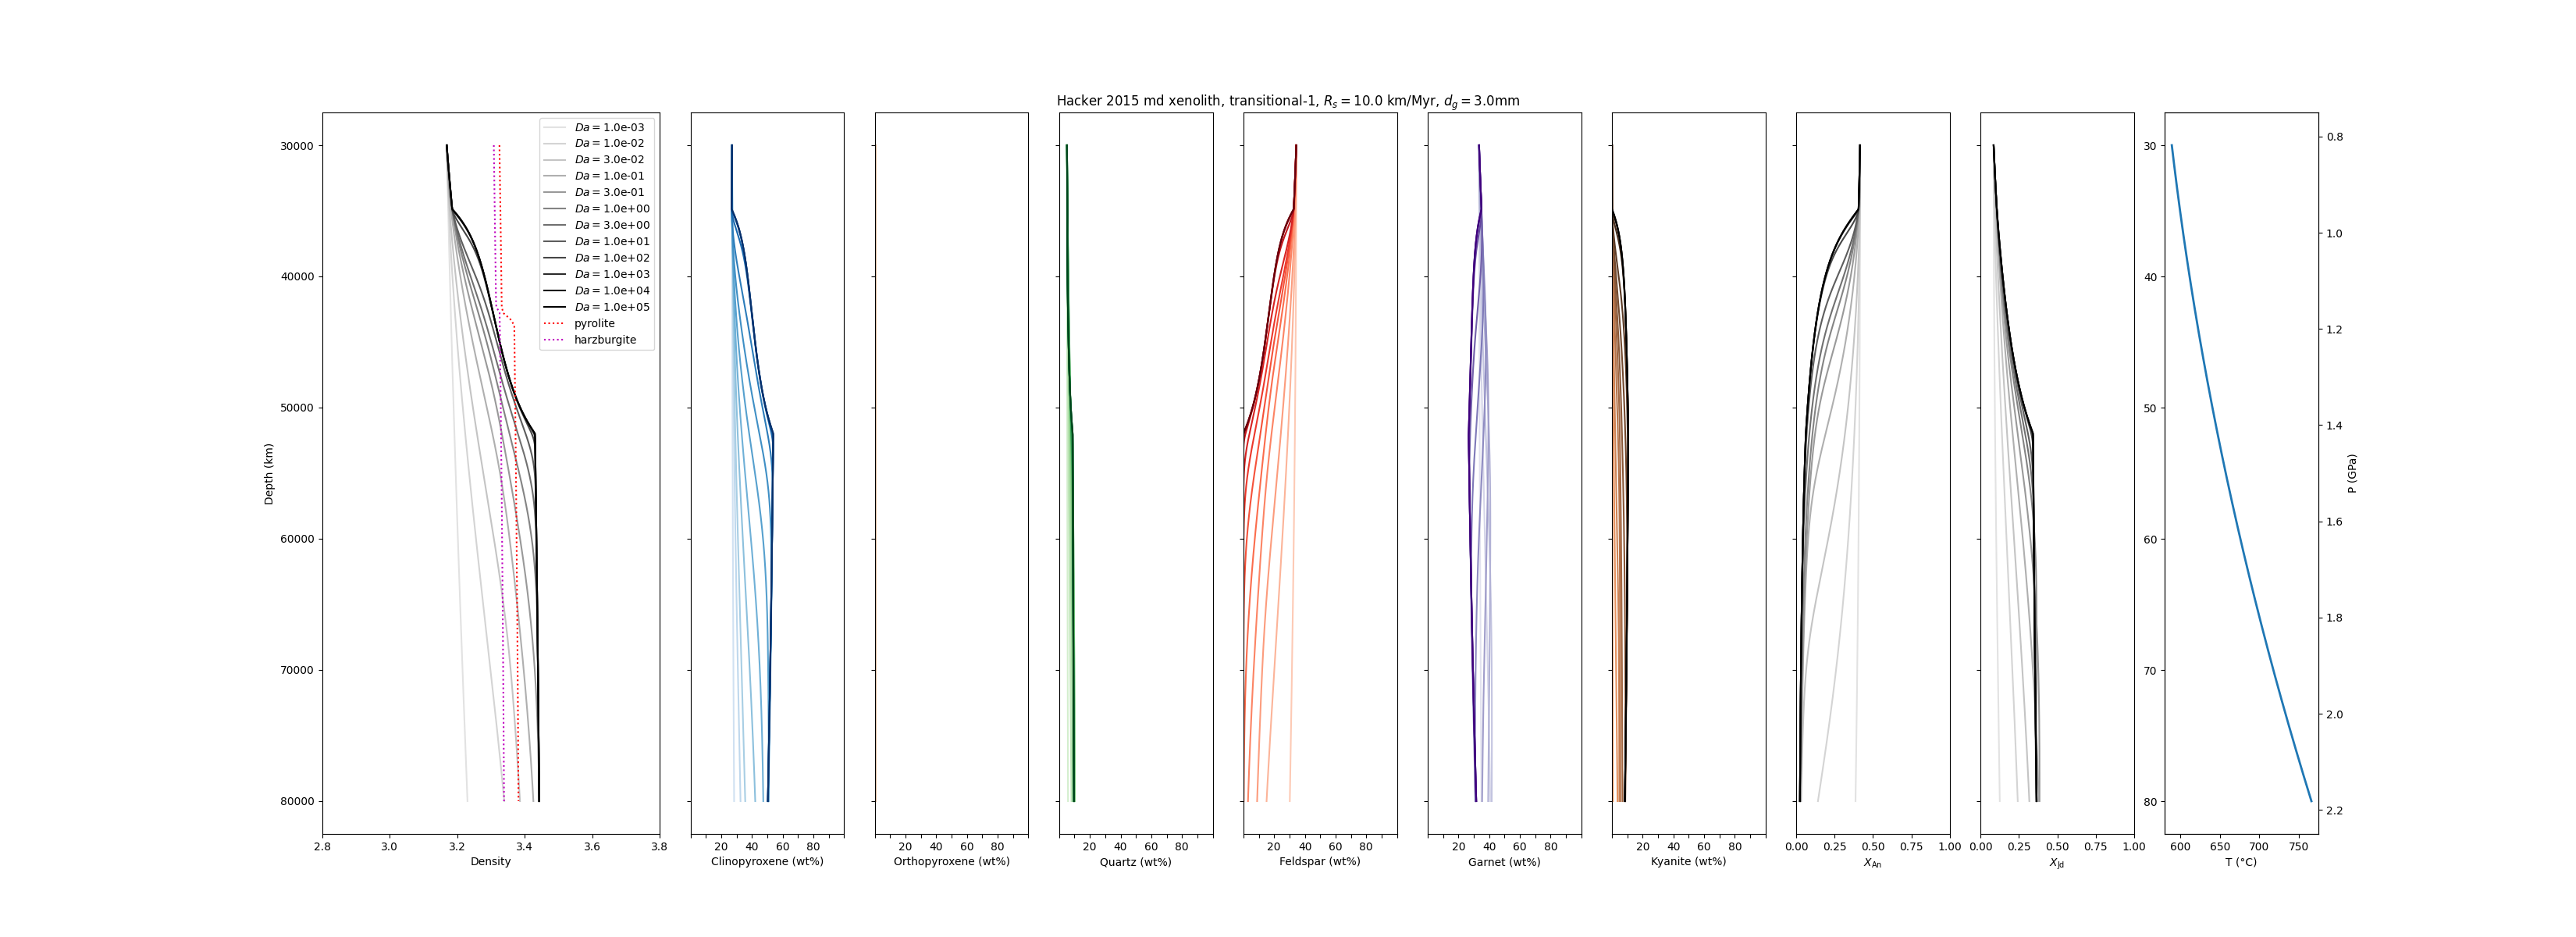 Hacker 2015 md xenolith, transitional-1, R_s = 10.0 km/Myr, d_g = 3.0mm
Da = 1.0e-03
Da = 1.0e-02
Da = 3.0e-02
Da = 1.0e-01
Da = 3.0e-01
Da = 1.0e+00
Da = 3.0e+00
Da = 1.0e+01
Da = 1.0e+02
Da = 1.0e+03
Da = 1.0e+04
Da = 1.0e+05
pyrolite
harzburgite
30000
40000
50000
60000
70000
80000
Depth (km)
2.8 3.0 3.2 3.4 3.6 3.8
Density
20 40 60 80
Clinopyroxene (wt%)
20 40 60 80
Orthopyroxene (wt%)
20 40 60 80
Quartz (wt%)
20 40 60 80
Feldspar (wt%)
20 40 60 80
Garnet (wt%)
20 40 60 80
Kyanite (wt%)
0.00 0.25 0.50 0.75 1.00
X_An
0.00 0.25 0.50 0.75 1.00
X_Jd
30
40
50
60
70
80
600 650 700 750
T (°C)
0.8
1.0
1.2
1.4
1.6
1.8
2.0
2.2
P (GPa)